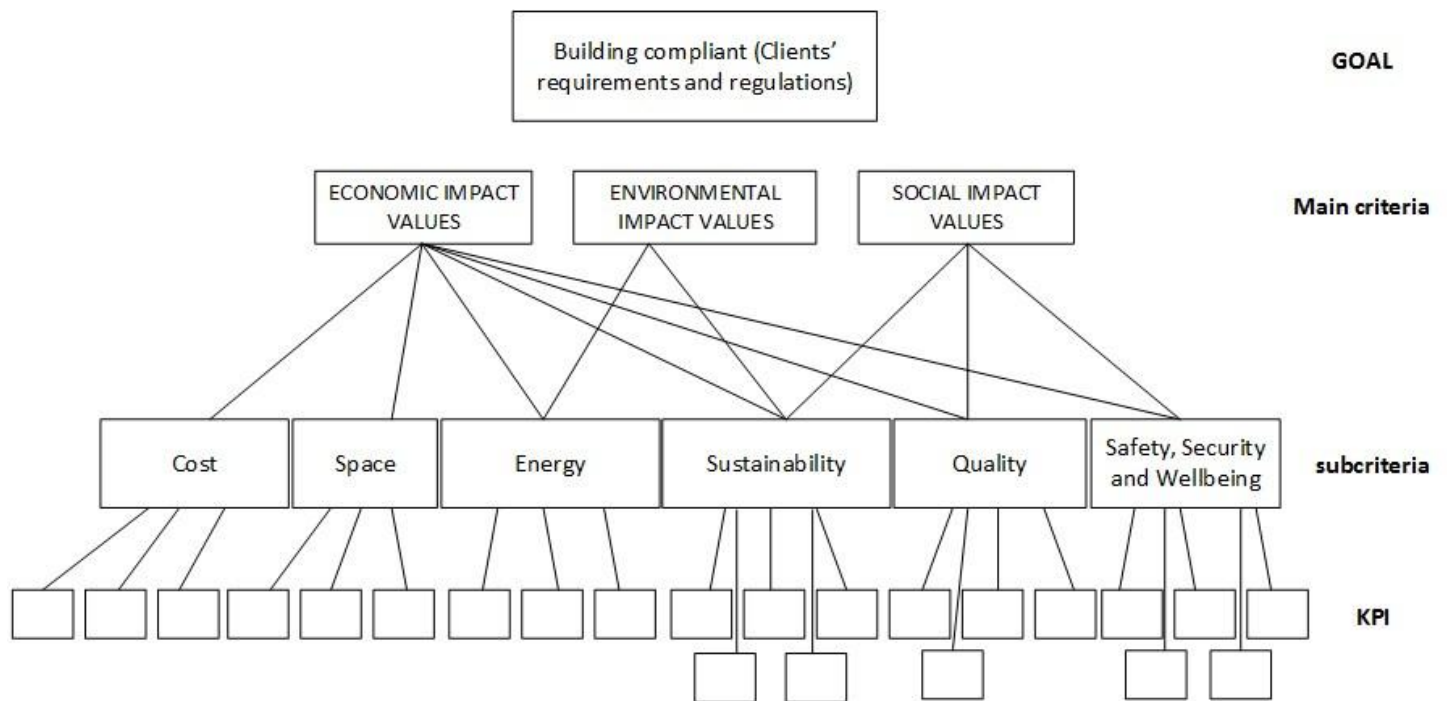 Building compliant (Clients'
requirements and regulations)
GOAL
ECONOMIC IMPACT
VALUES
ENVIRONMENTAL
IMPACT VALUES
SOCIAL IMPACT
VALUES
Main criteria
Cost
Space
Energy
Sustainability
Quality
Safety, Security
and Wellbeing
subcriteria
KPI